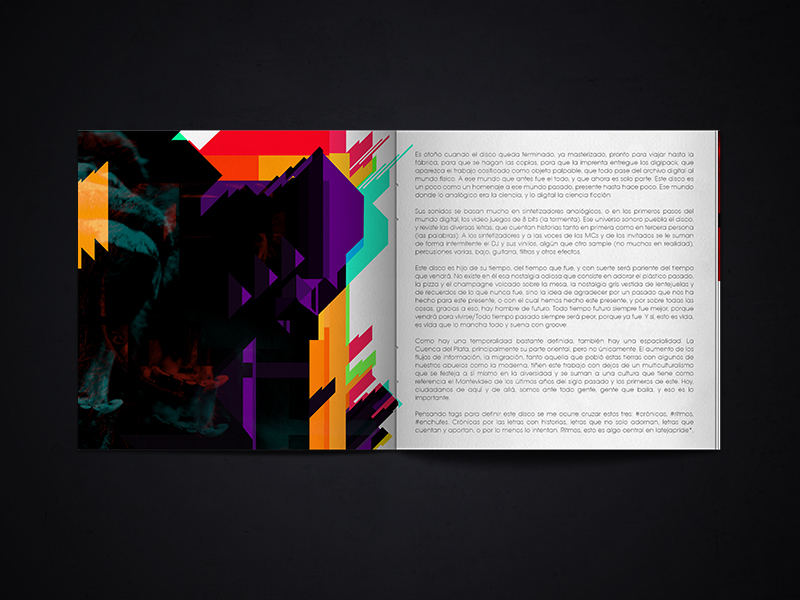 Es otoño cuando el disco queda terminado, ya masterizado, pronto para viajar hasta la
fábrica, para que se hagan las copias, para que la imprenta entregue los digipack, que
aparezca el trabajo cosificado como objeto palpable, que todo pase del archivo digital al
mundo físico. A ese mundo que antes fue el todo, y que ahora es solo parte. Este disco es
un poco como un homenaje a ese mundo pasado, presente hasta hace poco. Ese mundo
donde lo analógico era la ciencia, y lo digital la ciencia ficción.
Sus sonidos se basan mucho en sintetizadores analógicos, o en los primeros pasos del
mundo digital, los video juegos de 8 bits (la tormenta). Ese universo sonoro puebla el disco,
y reviste las diversas letras, que cuentan historias tanto en primera como en tercera persona
(las palabras). A los sintetizadores y a las voces de los MCs y de los invitados se le suman
de forma intermitente el DJ y sus vinilos, algún que otro sample (no muchos en realidad),
percusiones varias, bajo, guitarra, filtros y otros efectos.
Este disco es hijo de su tiempo, del tiempo que fue, y con suerte será pariente del tiempo
que vendrá. No existe en él esa nostalgia odiosa que consiste en adorar el plástico pasado,
la pizza y el champagne volcado sobre la mesa, la nostalgia gris vestida de lentejuelas y
de recuerdos de lo que nunca fue, sino la idea de agradecer por un pasado que nos ha
hecho para este presente, o con el cual hemos hecho este presente, y por sobre todas las
cosas, gracias a eso, hay hombre de futuro. Todo tiempo futuro siempre fue mejor, porque
vendrá para vivirse/Todo tiempo pasado siempre será peor, porque ya fue. Y sí, esto es vida,
es vida que lo mancha todo y suena con groove.
Como hay una temporalidad bastante definida, también hay una espacialidad. La
Cuenca del Plata, principalmente su parte oriental, pero no únicamente. El aumento de los
flujos de información, la migración, tanto aquella que pobló estas tierras con algunos de
nuestros abuelos como la moderna, tiñen este trabajo con dejos de un multiculturalismo
que se festeja a sí mismo en la diversidad y se suman a una cultura que tiene como
referencia el Montevideo de los útimos años del siglo pasado y los primeros de este. Hoy,
ciudadanos de aquí y de allá, somos ante todo gente, gente que baila, y eso es lo
importante.
Pensando tags para definir este disco se me ocurre cruzar estos tres: #crónicas, #ritmos,
#enchufes. Crónicas por las letras con historias, letras que no solo adornan, letras que
cuentan y aportan, o por lo menos lo intentan. Ritmos, esto es algo central en latejapride*,